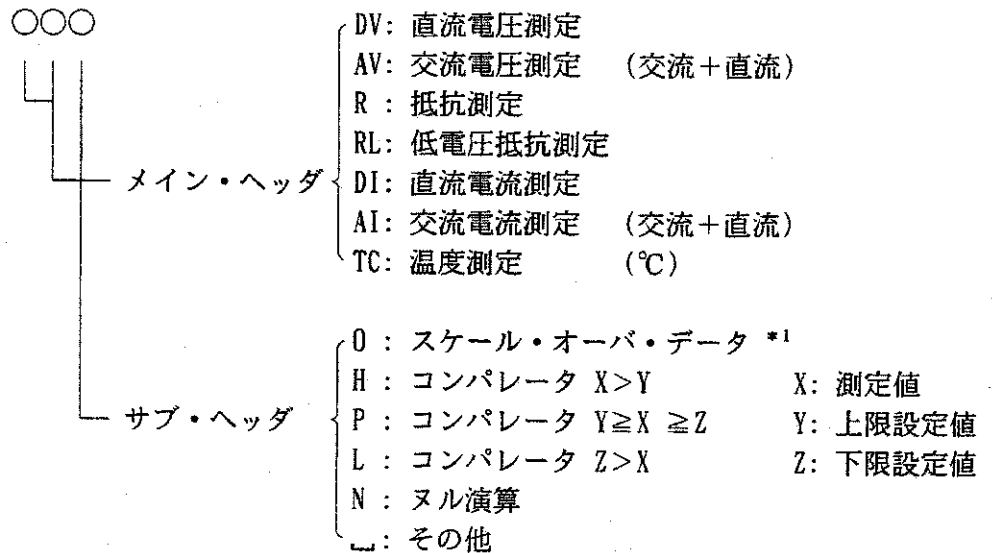 ○○○
DV: 直流電圧測定
AV: 交流電圧測定 (交流+直流)
R : 抵抗測定
RL: 低電圧抵抗測定
メイン・ヘッダ
DI: 直流電流測定
AI: 交流電流測定 (交流+直流)
TC: 温度測定 (℃)
O : スケール・オーバ・データ *1
H : コンパレータ X>Y X: 測定値
サブ・ヘッダ
P : コンパレータ Y≧X ≧Z Y: 上限設定値
L : コンパレータ Z>X Z: 下限設定値
N : ヌル演算
␣: その他